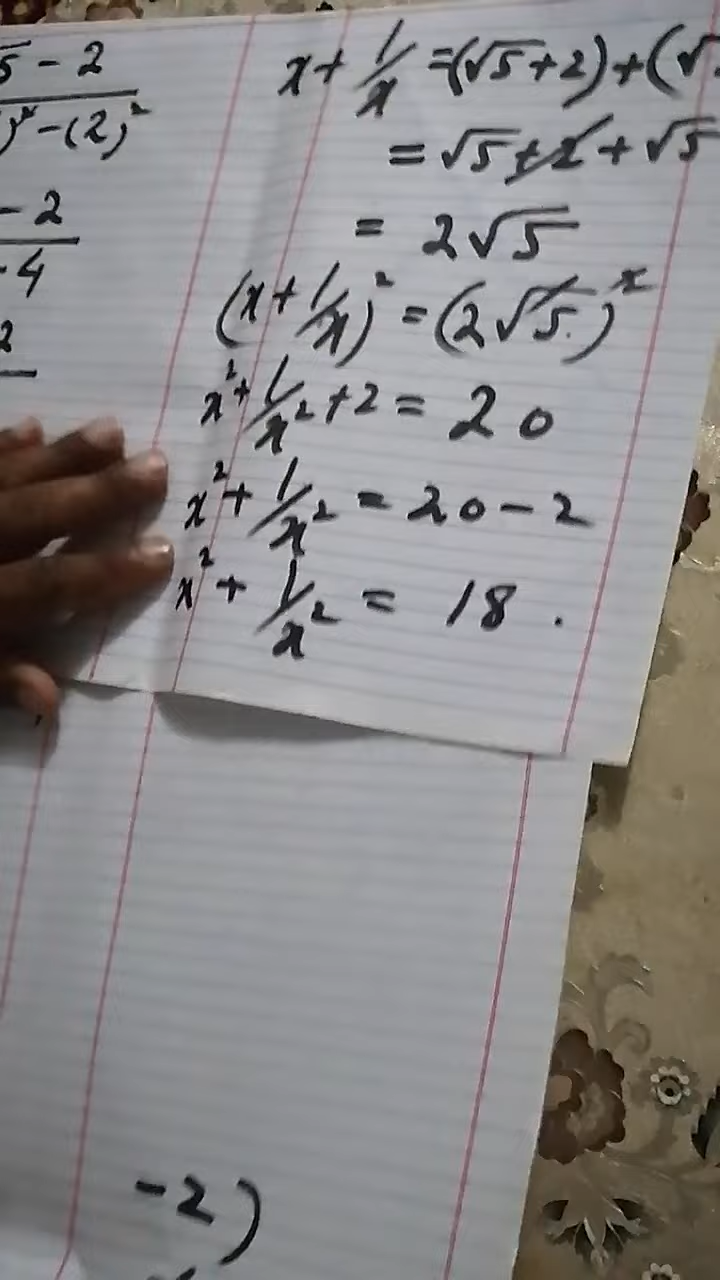 √5 - 2
)² - (2)²
- 2
- 4
2
x + 1/x = (√5 + 2) + (√
= √5 + 2 + √5
= 2√5
(x + 1/x)² = (2√5)²
x² + 1/x² + 2 = 20
x² + 1/x² = 20 - 2
x² + 1/x² = 18.
-2)